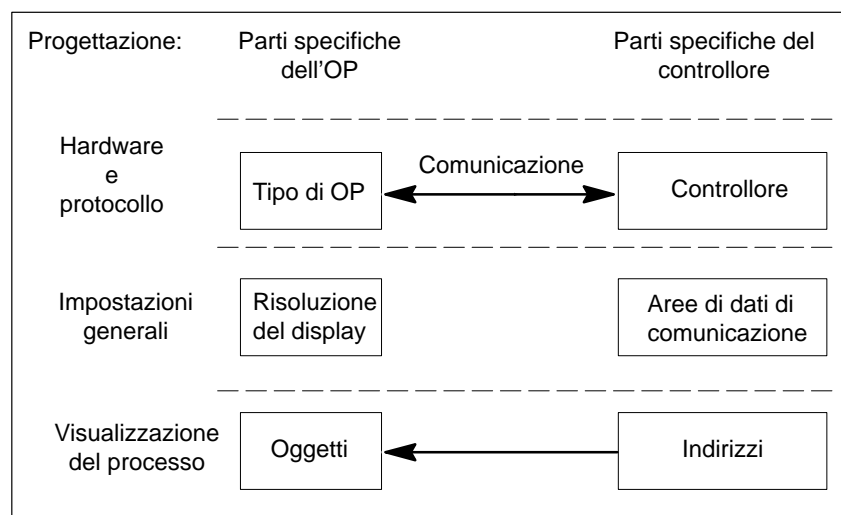 Progettazione:
Parti specifiche
dell'OP
Parti specifiche del
controllore
Hardware
e
protocollo
Tipo di OP
Comunicazione
Controllore
Impostazioni
generali
Risoluzione
del display
Aree di dati di
comunicazione
Visualizzazione
del processo
Oggetti
Indirizzi